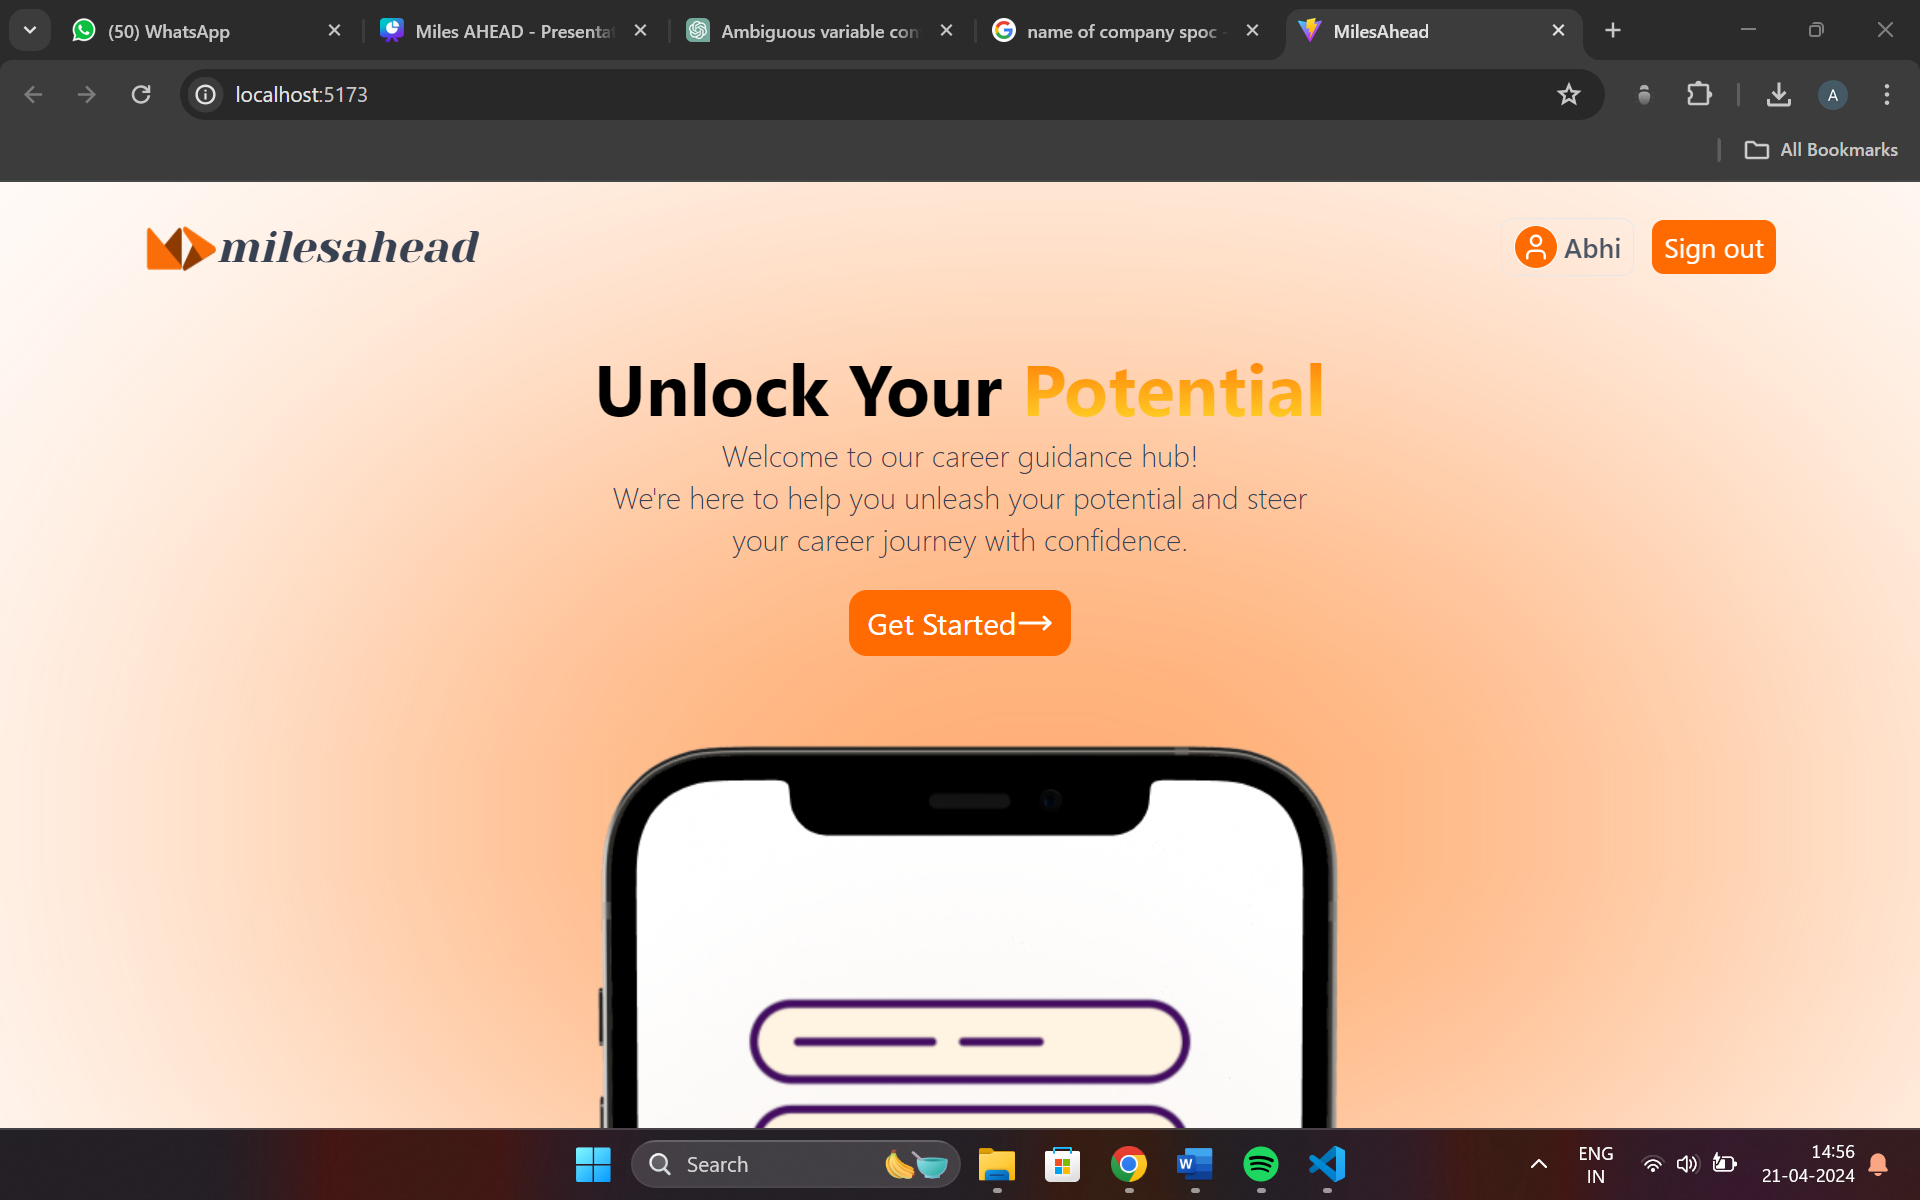 (50) WhatsApp
Miles AHEAD - Presenta
Ambiguous variable con
name of company spoc -
MilesAhead
localhost:5173
A
All Bookmarks
milesahead
Abhi
Sign out
Unlock Your Potential
Welcome to our career guidance hub!
We're here to help you unleash your potential and steer
your career journey with confidence.
Get Started
Search
W
ENG
IN
14:56
21-04-2024